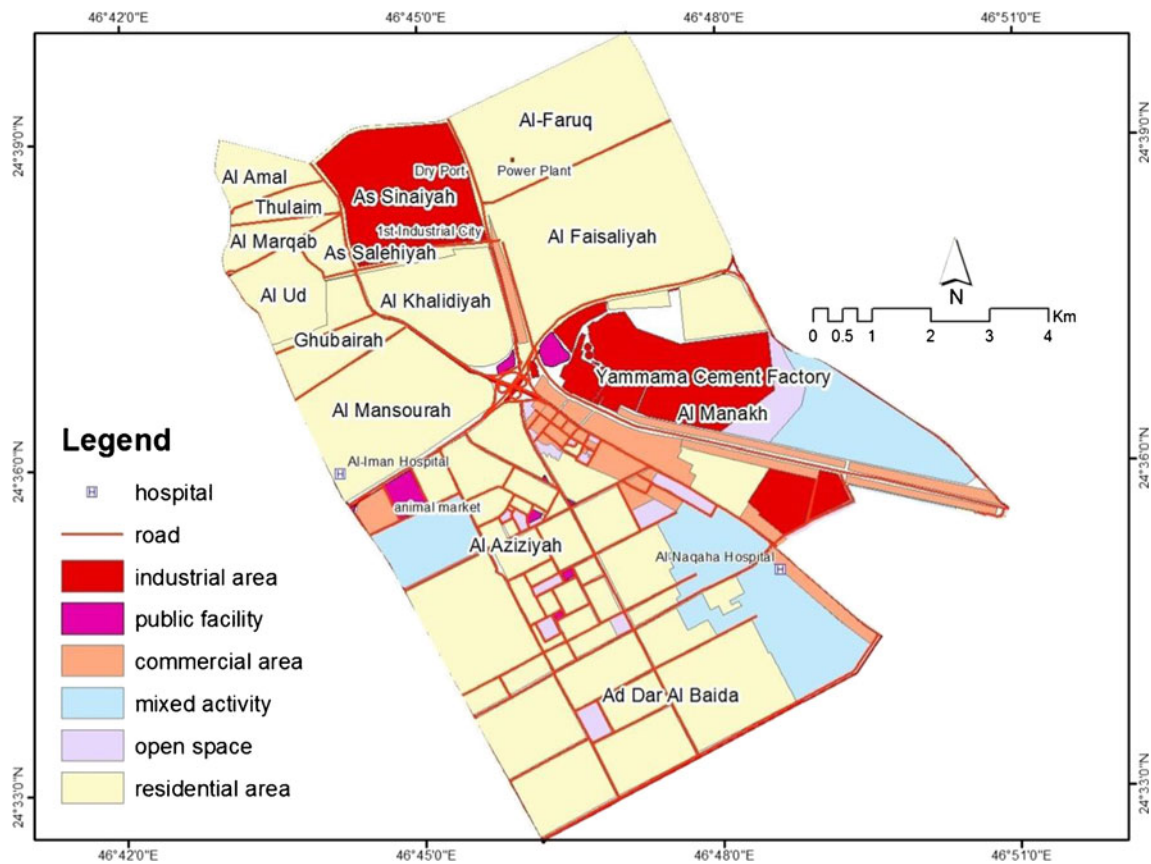 46°42'0"E 46°45'0"E 46°48'0"E 46°51'0"E
24°39'0"N 24°39'0"N
Al-Faruq
Dry Port Power Plant
Al Amal
As Sinaiyah
Thulaim
1st Industrial City
Al Marqab
Al Faisaliyah
As Salehiyah
Al Ud
Al Khalidiyah
N
0 0.5 1 2 3 4 Km
Ghubairah
Yammama Cement Factory
Al Mansourah
Al Manakh
24°36'0"N 24°36'0"N
Al-Iman Hospital
animal market
Al Aziziyah
Al-Naqaha Hospital
Ad Dar Al Baida
Legend
H hospital
road
industrial area
public facility
commercial area
mixed activity
open space
residential area
H
H
24°33'0"N 24°33'0"N
46°42'0"E 46°45'0"E 46°48'0"E 46°51'0"E